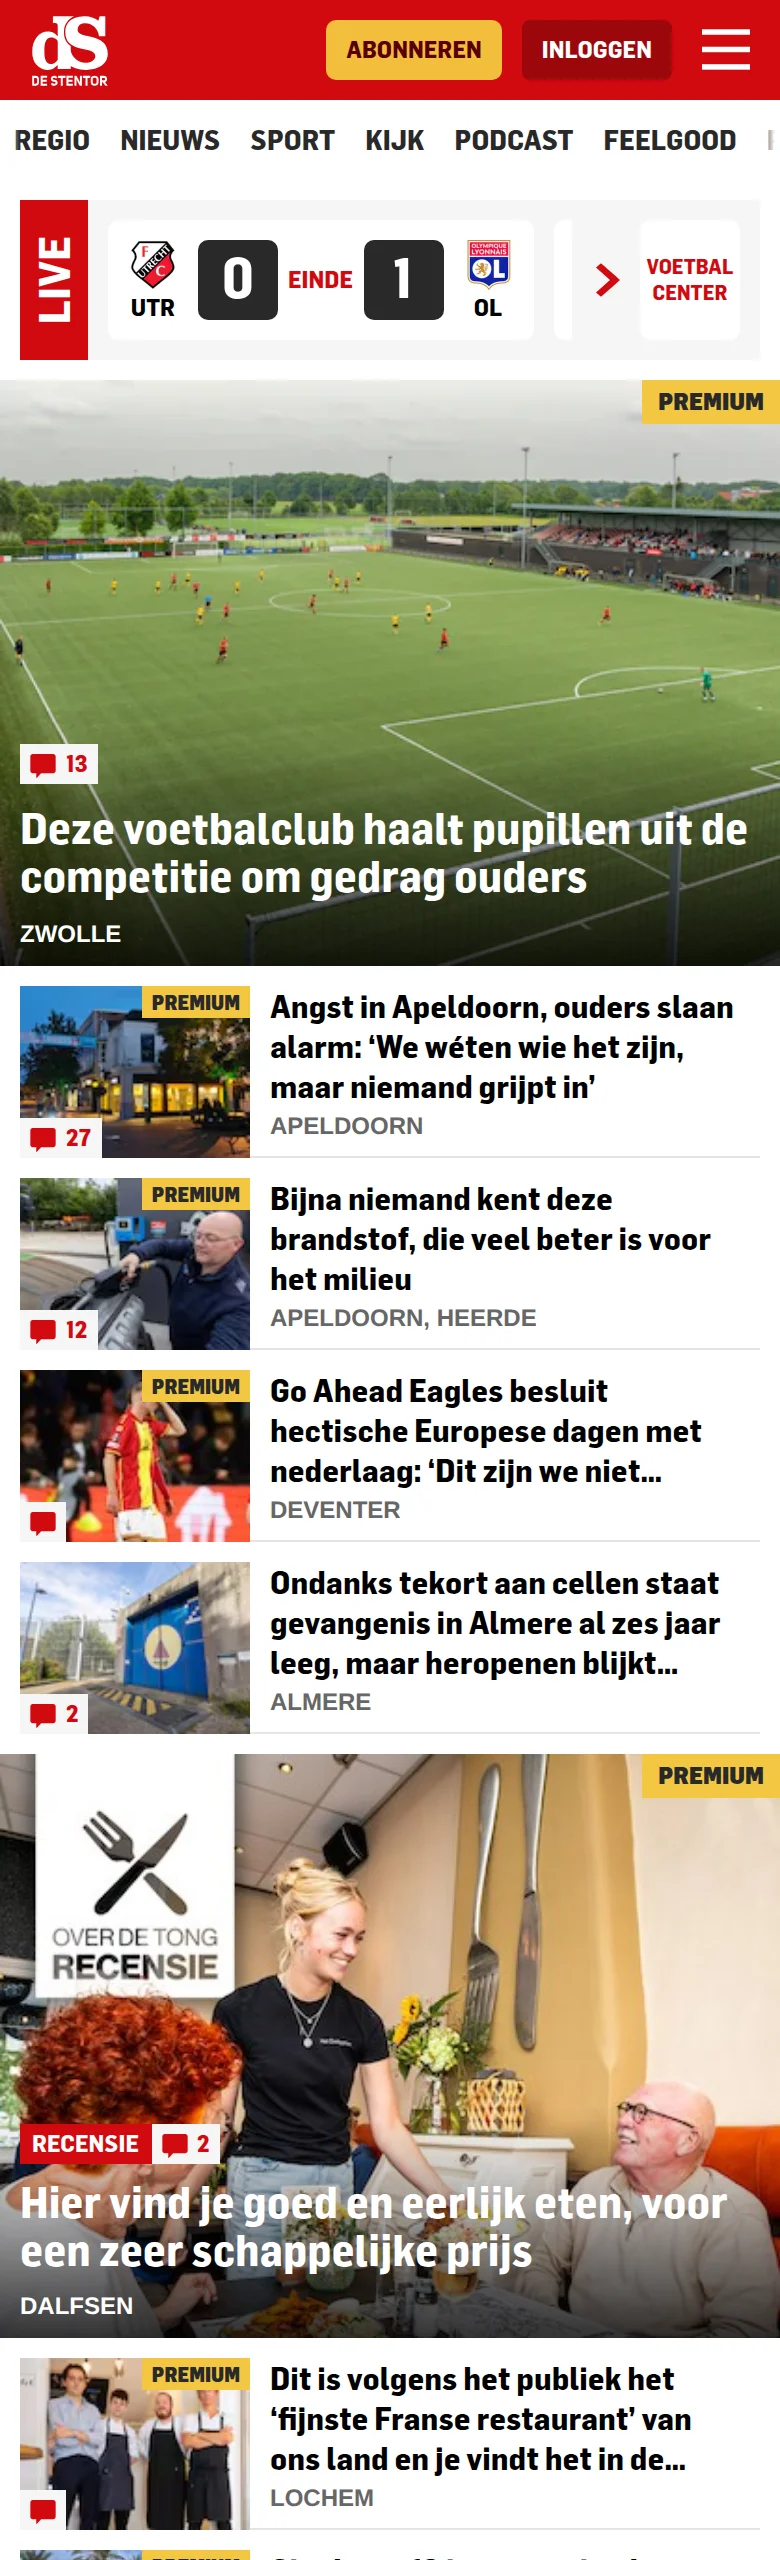 dS
DE STENTOR
ABONNEREN
INLOGGEN
REGIO NIEUWS SPORT KIJK PODCAST FEELGOOD
LIVE
F
UTRECHT
C
UTR
0
EINDE
1
OLYMPIQUE
LYONNAIS
OL
OL
VOETBAL
CENTER
PREMIUM
13
Deze voetbalclub haalt pupillen uit de
competitie om gedrag ouders
ZWOLLE
PREMIUM
27
Angst in Apeldoorn, ouders slaan
alarm: ‘We wéten wie het zijn,
maar niemand grijpt in’
APELDOORN
PREMIUM
12
Bijna niemand kent deze
brandstof, die veel beter is voor
het milieu
APELDOORN, HEERDE
PREMIUM
Go Ahead Eagles besluit
hectische Europese dagen met
nederlaag: ‘Dit zijn we niet...
DEVENTER
2
Ondanks tekort aan cellen staat
gevangenis in Almere al zes jaar
leeg, maar heropenen blijkt...
ALMERE
PREMIUM
OVER DE TONG
RECENSIE
RECENSIE
2
Hier vind je goed en eerlijk eten, voor
een zeer schappelijke prijs
DALFSEN
PREMIUM
Dit is volgens het publiek het
‘fijnste Franse restaurant’ van
ons land en je vindt het in de...
LOCHEM
PREMIUM